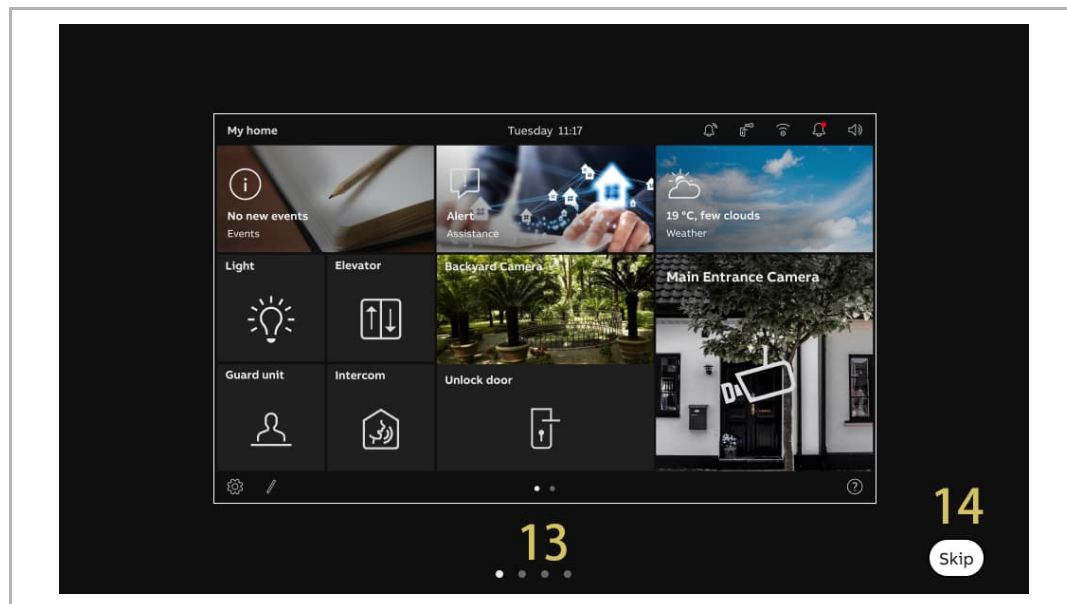 My home
Tuesday 11:17
No new events
Events
Alert
Assistance
19 °C, few clouds
Weather
Light
Elevator
Backyard Camera
Main Entrance Camera
Guard unit
Intercom
Unlock door
13
14
Skip